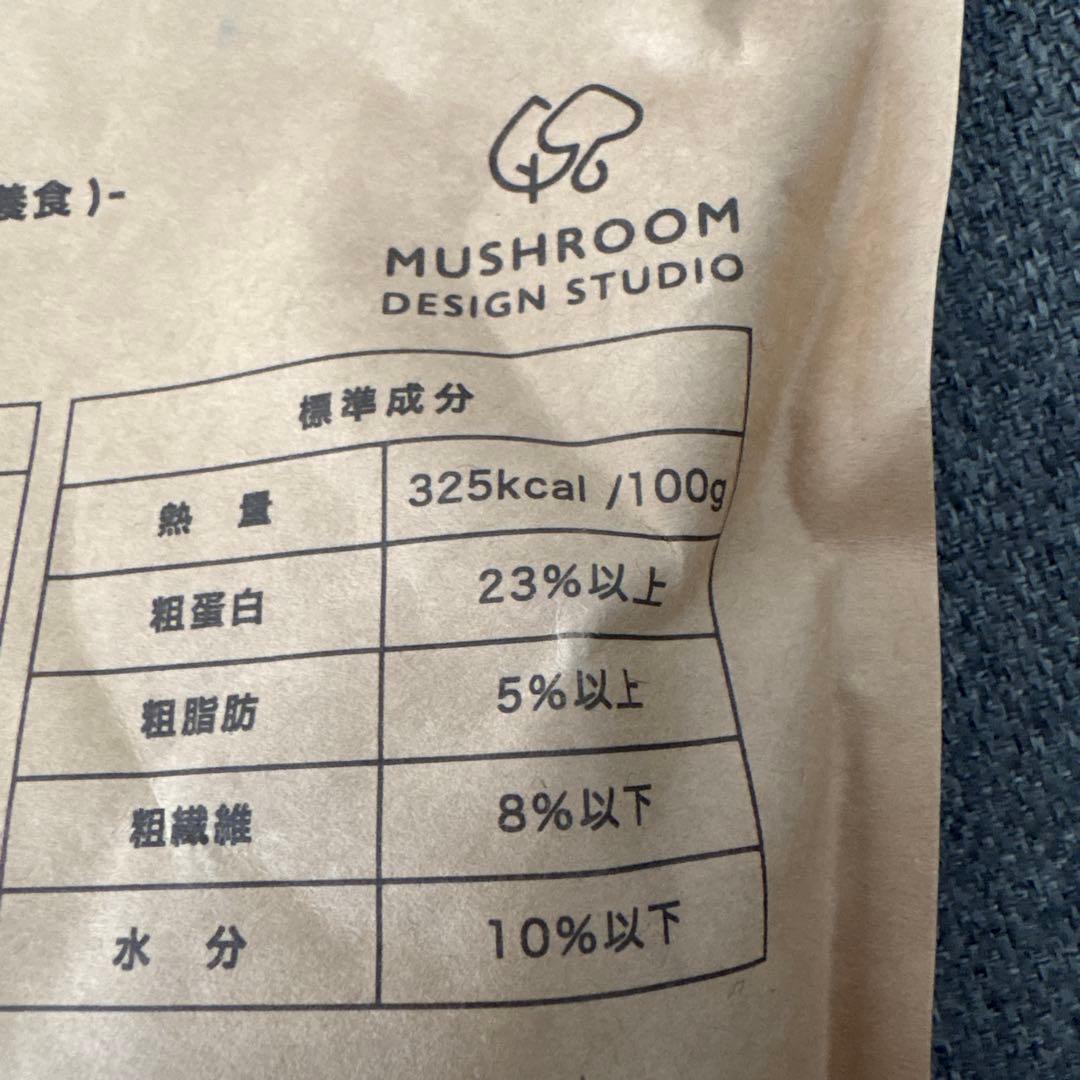 養食)-
MUSHROOM
DESIGN STUDIO
標準成分
熱 量 325kcal /100g
粗蛋白 23%以上
粗脂肪 5%以上
粗繊維 8%以下
水 分 10%以下